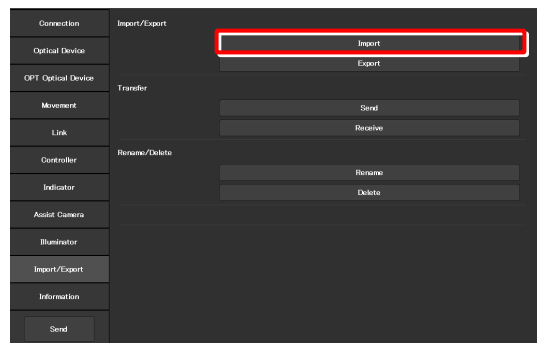 Connection
Optical Device
OPT Optical Device
Movement
Link
Controller
Indicator
Assist Camera
Illuminator
Import/Export
Information
Send
Import/Export
Import
Export
Transfer
Send
Receive
Rename/Delete
Rename
Delete